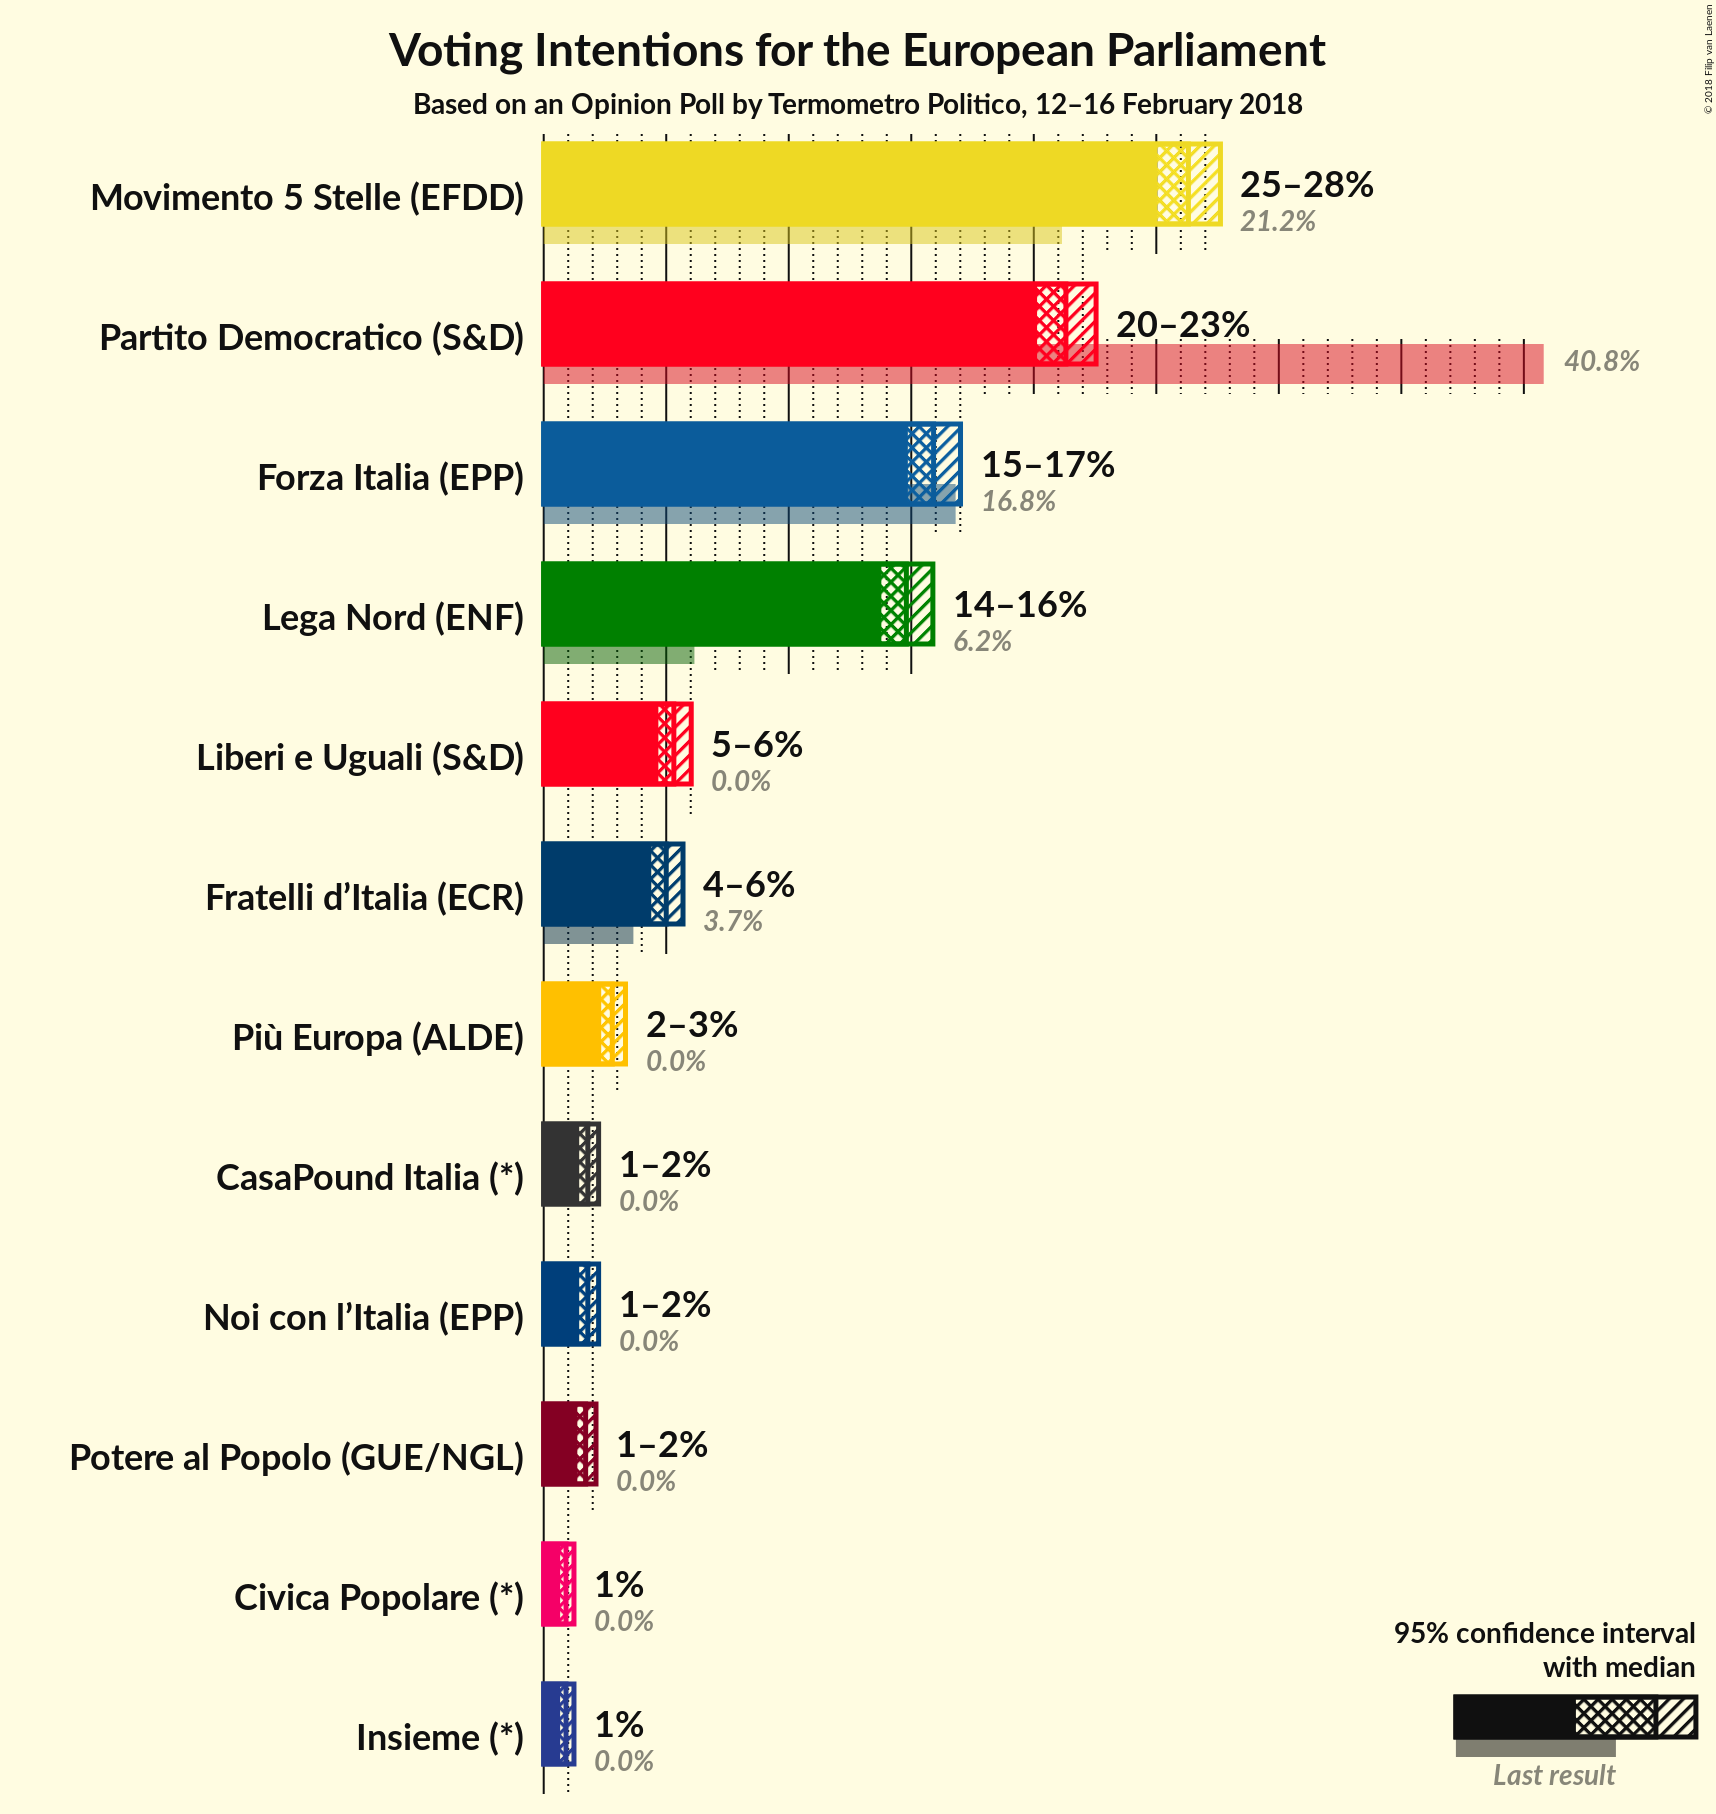 Voting Intentions for the European Parliament
Based on an Opinion Poll by Termometro Politico, 12–16 February 2018
© 2018 Filip van Laenen
Movimento 5 Stelle (EFDD)
25–28%
21.2%
Partito Democratico (S&D)
20–23%
40.8%
Forza Italia (EPP)
15–17%
16.8%
Lega Nord (ENF)
14–16%
6.2%
Liberi e Uguali (S&D)
5–6%
0.0%
Fratelli d’Italia (ECR)
4–6%
3.7%
Più Europa (ALDE)
2–3%
0.0%
CasaPound Italia (*)
1–2%
0.0%
Noi con l’Italia (EPP)
1–2%
0.0%
Potere al Popolo (GUE/NGL)
1–2%
0.0%
Civica Popolare (*)
1%
0.0%
Insieme (*)
1%
0.0%
95% confidence interval
with median
Last result